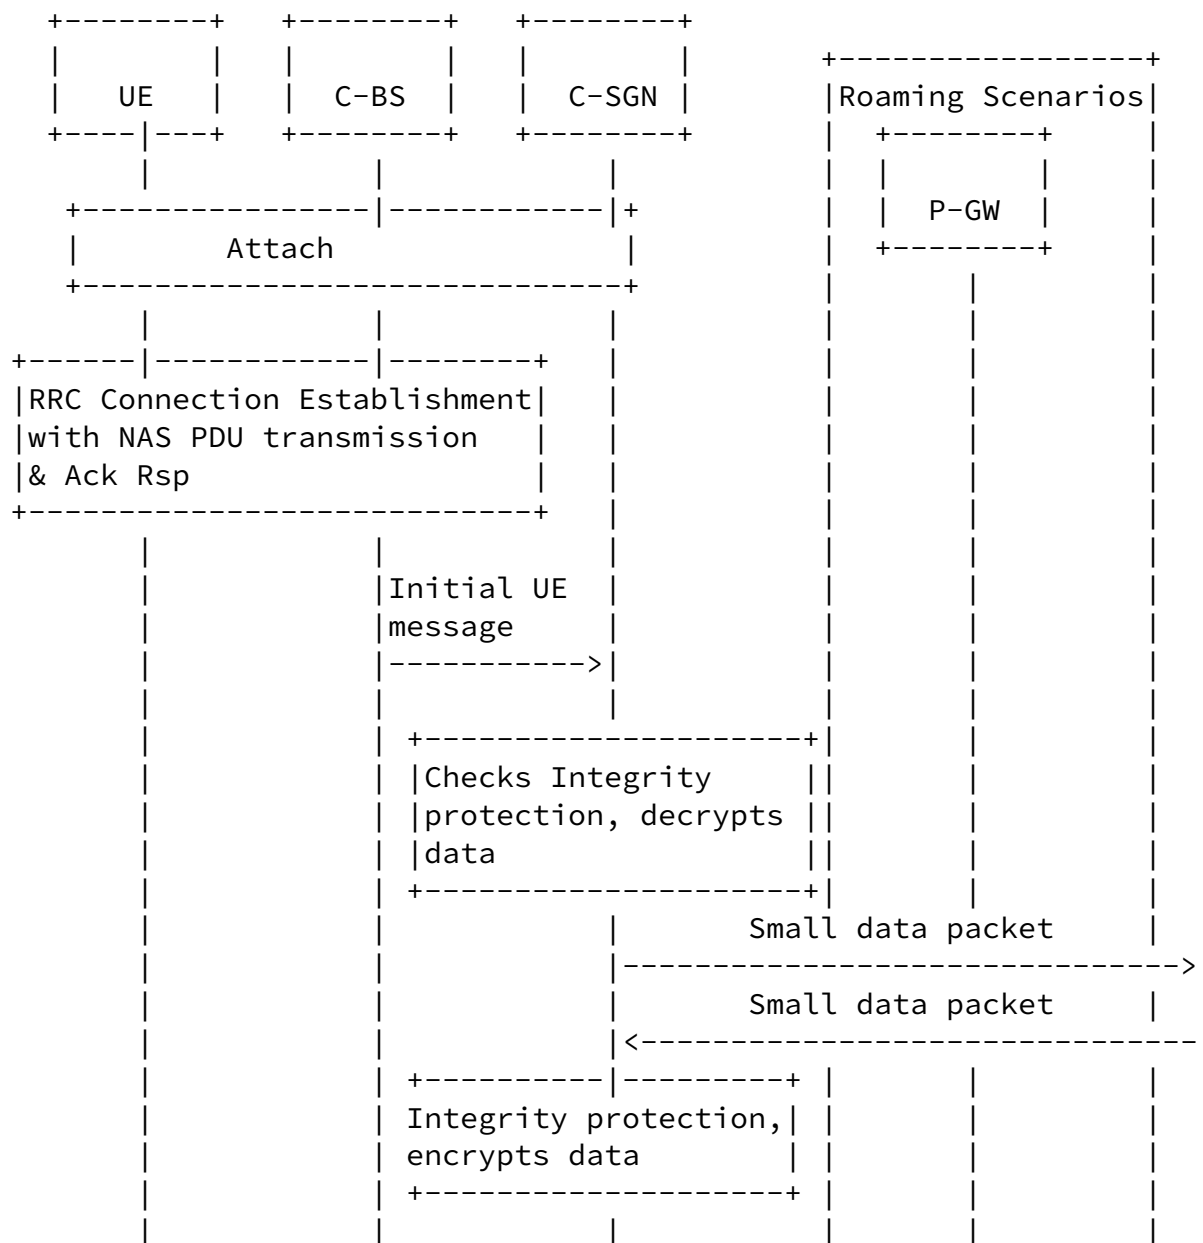 UE C-BS C-SGN
Roaming Scenarios
P-GW
Attach
RRC Connection Establishment
with NAS PDU transmission
& Ack Rsp
Initial UE
message
Checks Integrity
protection, decrypts
data
Small data packet
Small data packet
Integrity protection,
encrypts data